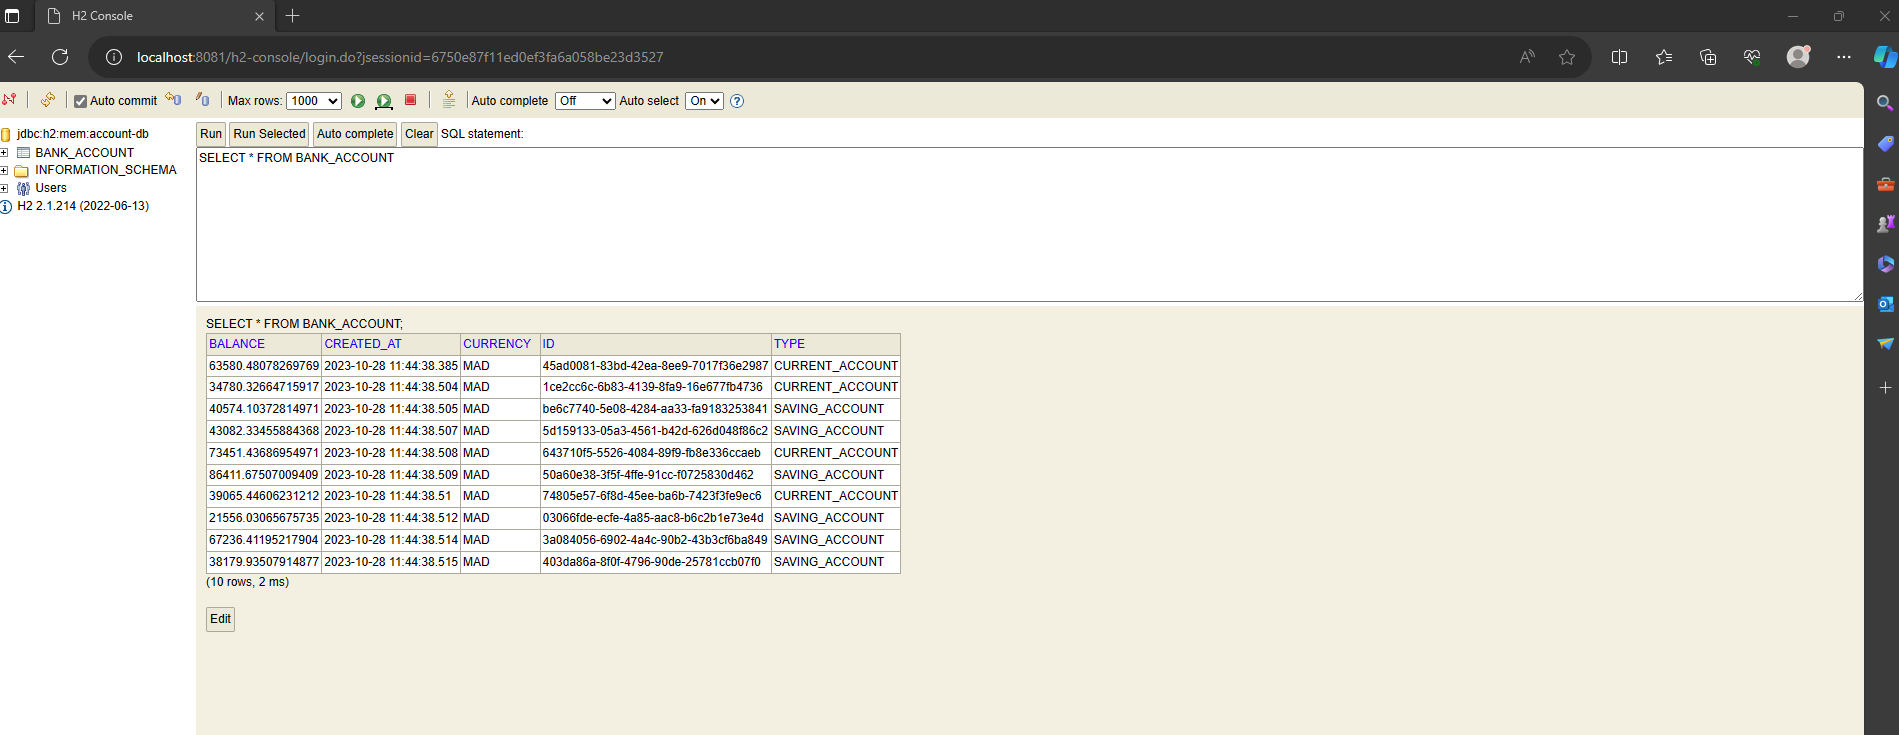 H2 Console
localhost:8081/h2-console/login.do?jsessionid=6750e87f11ed0ef3fa6a058be23d3527
Auto commit Max rows: 1000 Auto complete Off Auto select On
jdbc:h2:mem:account-db
BANK_ACCOUNT
INFORMATION_SCHEMA
Users
H2 2.1.214 (2022-06-13)
Run Run Selected Auto complete Clear SQL statement:
SELECT * FROM BANK_ACCOUNT
SELECT * FROM BANK_ACCOUNT;
BALANCE CREATED_AT CURRENCY ID TYPE
63580.48078269769 2023-10-28 11:44:38.385 MAD 45ad0081-83bd-42ea-8ee9-7017f36e2987 CURRENT_ACCOUNT
34780.32664715917 2023-10-28 11:44:38.504 MAD 1ce2cc6c-6b83-4139-8fa9-16e677fb4736 CURRENT_ACCOUNT
40574.10372814971 2023-10-28 11:44:38.505 MAD be6c7740-5e08-4284-aa33-fa9183253841 SAVING_ACCOUNT
43082.33455884368 2023-10-28 11:44:38.507 MAD 5d159133-05a3-4561-b42d-626d048f86c2 SAVING_ACCOUNT
73451.43686954971 2023-10-28 11:44:38.508 MAD 643710f5-5526-4084-89f9-fb8e336ccaeb CURRENT_ACCOUNT
86411.67507009409 2023-10-28 11:44:38.509 MAD 50a60e38-3f5f-4ffe-91cc-f0725830d462 SAVING_ACCOUNT
39065.44606231212 2023-10-28 11:44:38.51 MAD 74805e57-6f8d-45ee-ba6b-7423f3fe9ec6 CURRENT_ACCOUNT
21556.03065675735 2023-10-28 11:44:38.512 MAD 03066fde-ecfe-4a85-aac8-b6c2b1e73e4d SAVING_ACCOUNT
67236.41195217904 2023-10-28 11:44:38.514 MAD 3a084056-6902-4a4c-90b2-43b3cf6ba849 SAVING_ACCOUNT
38179.93507914877 2023-10-28 11:44:38.515 MAD 403da86a-8f0f-4796-90de-25781ccb07f0 SAVING_ACCOUNT
(10 rows, 2 ms)
Edit